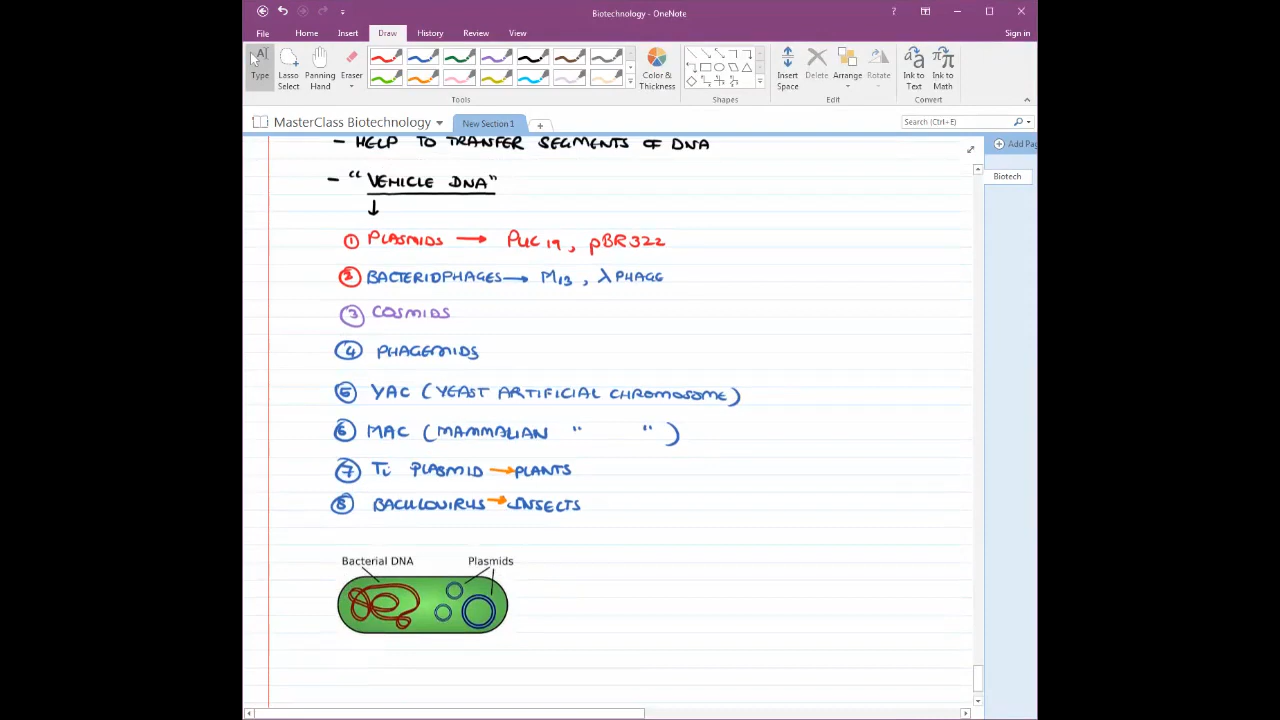 Biotechnology - OneNote
? Sign in
File Home Insert Draw History Review View
Type Lasso Select Panning Hand Eraser Color & Thickness Insert Space Delete Arrange Rotate Ink to Text Ink to Math
Tools Shapes Edit Convert
MasterClass Biotechnology New Section 1 Search (Ctrl+E)
Add Pag
Biotech
- HELP TO TRANFER SEGMENTS OF DNA
- "VEHICLE DNA"
1 PLASMIDS → PUC 19, pBR322
2 BACTERIOPHAGES → M13, λ PHAGE
3 COSMIDS
4 PHAGEMIDS
5 YAC (YEAST ARTIFICIAL CHROMOSOME)
6 MAC (MAMMALIAN " ")
7 Ti PLASMID → PLANTS
8 BACULOVIRUS → INSECTS
Bacterial DNA Plasmids